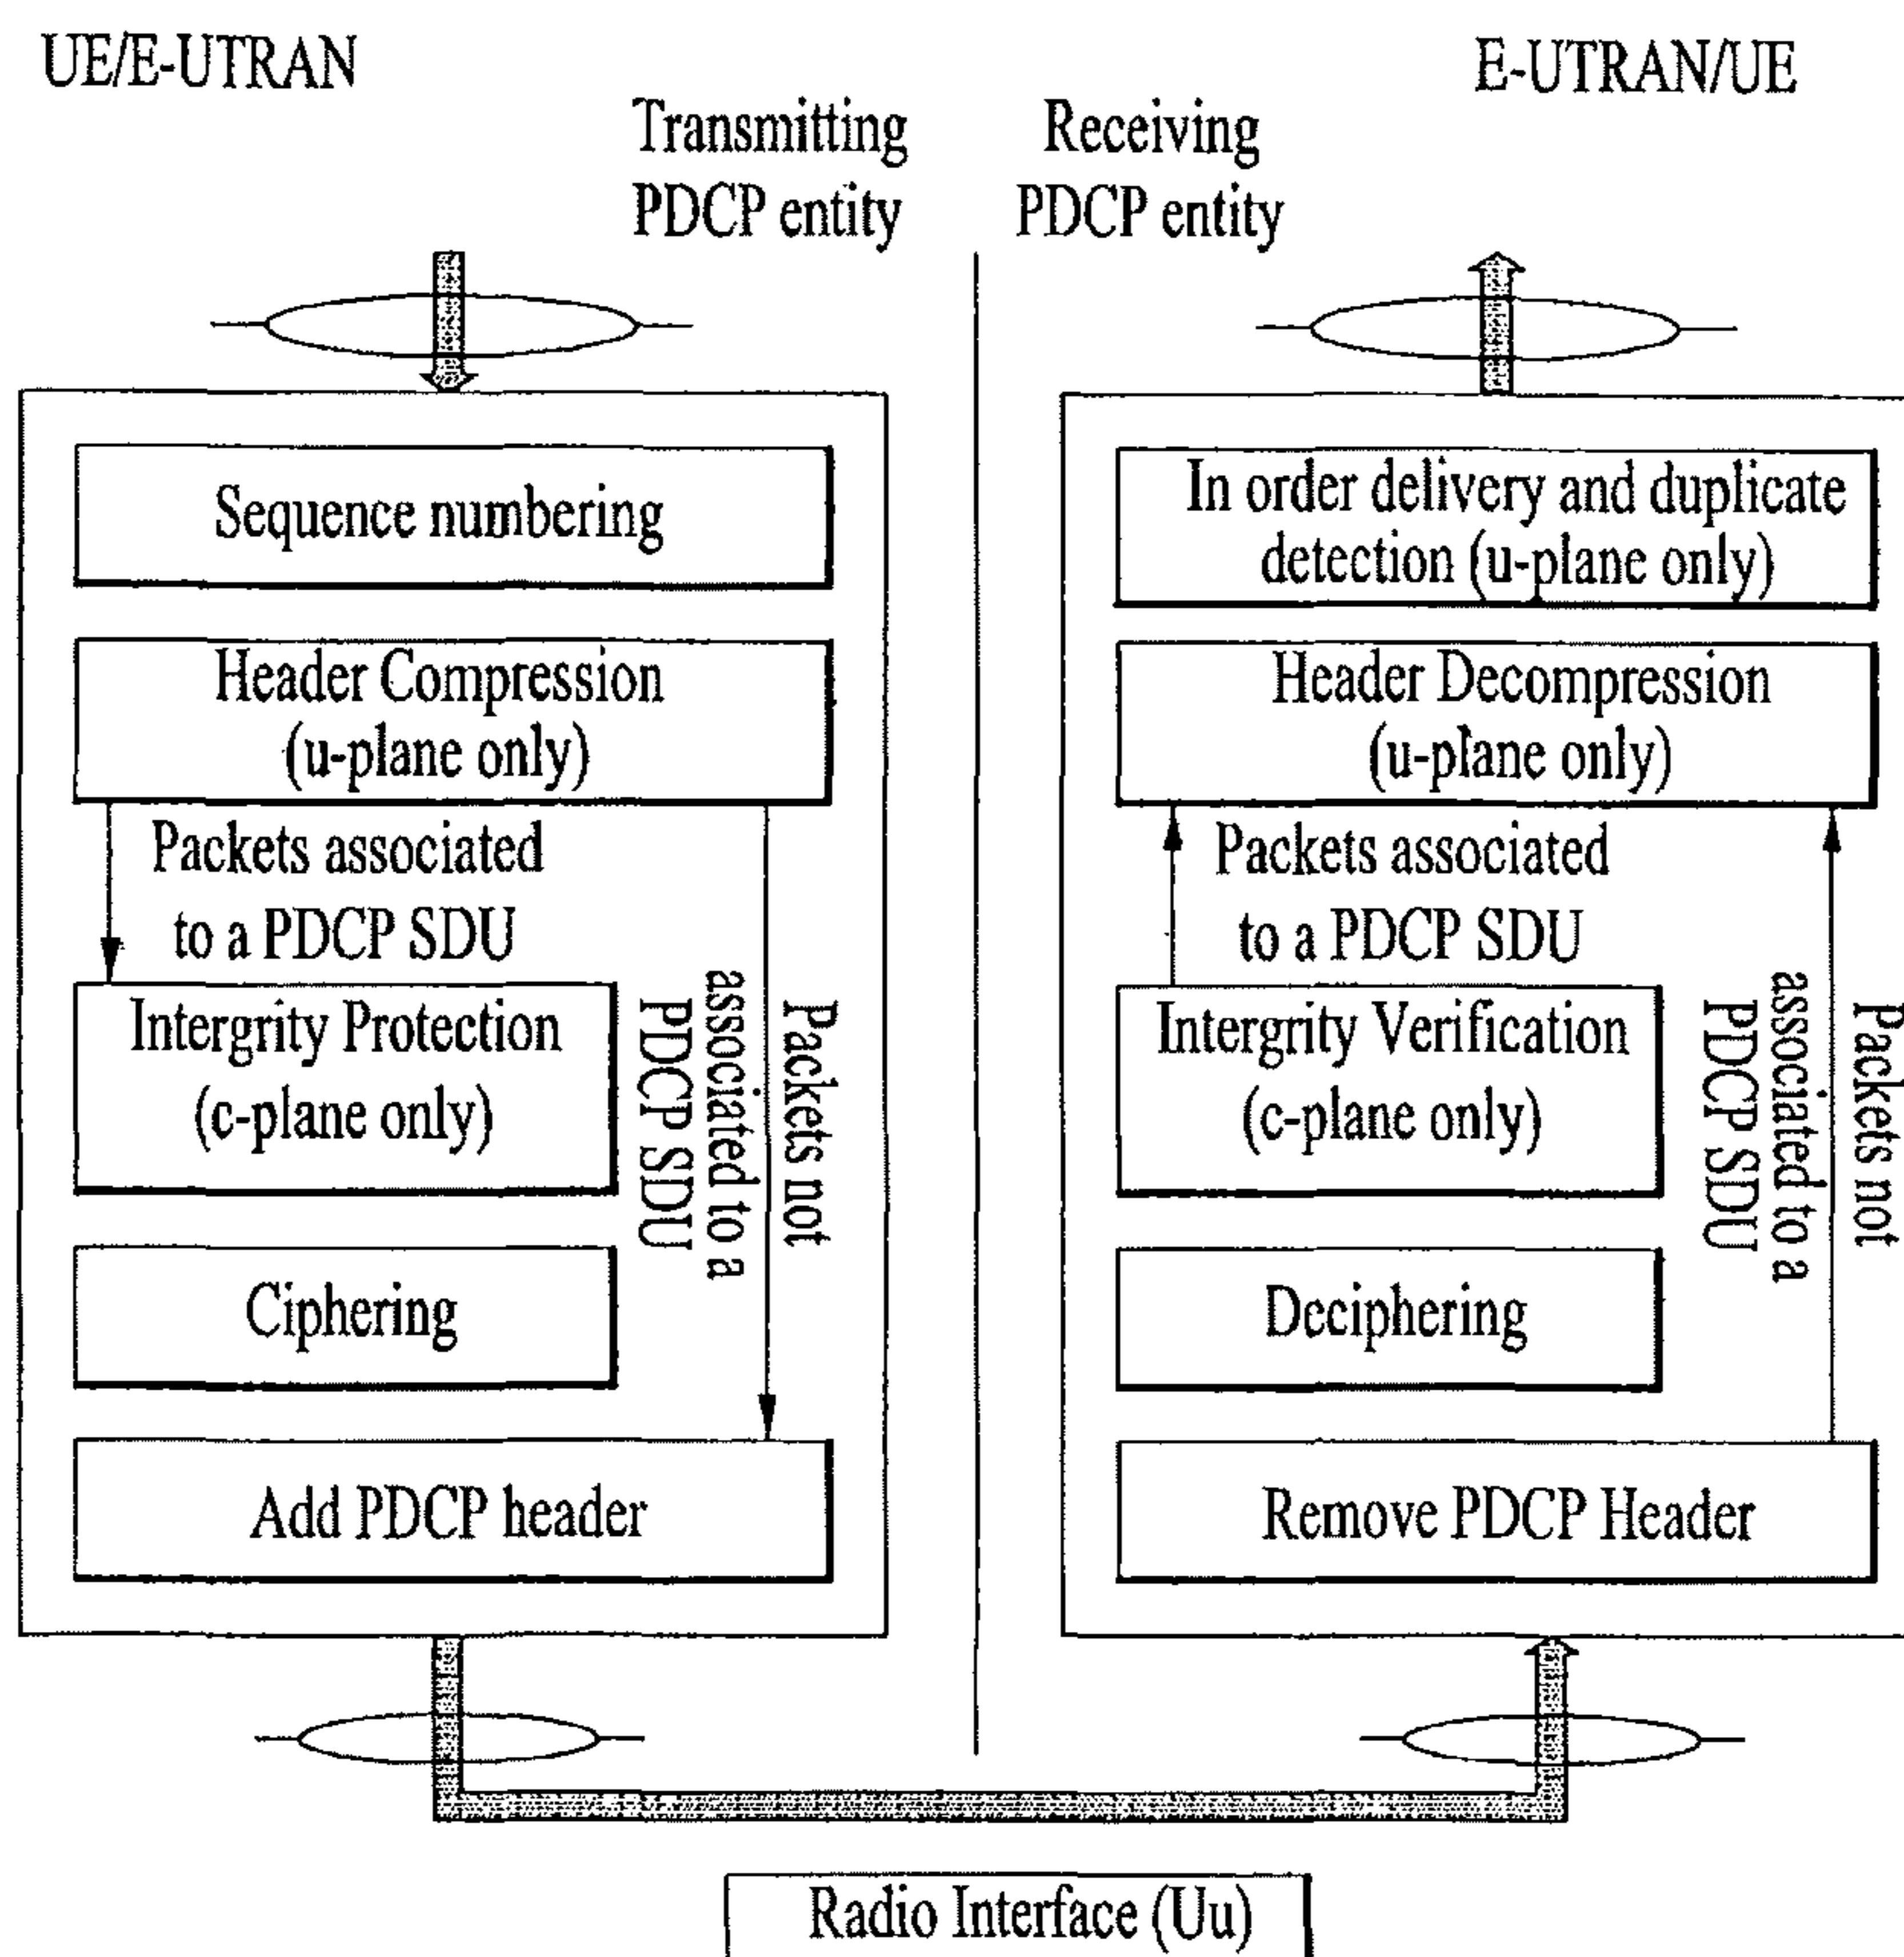 UE/E-UTRAN
E-UTRAN/UE
Transmitting
PDCP entity
Receiving
PDCP entity
Sequence numbering
Header Compression
(u-plane only)
Packets associated
to a PDCP SDU
Packets not
associated to a
PDCP SDU
Intergrity Protection
(c-plane only)
Ciphering
Add PDCP header
In order delivery and duplicate
detection (u-plane only)
Header Decompression
(u-plane only)
Packets associated
to a PDCP SDU
Packets not
associated to a
PDCP SDU
Intergrity Verification
(c-plane only)
Deciphering
Remove PDCP Header
Radio Interface (Uu)